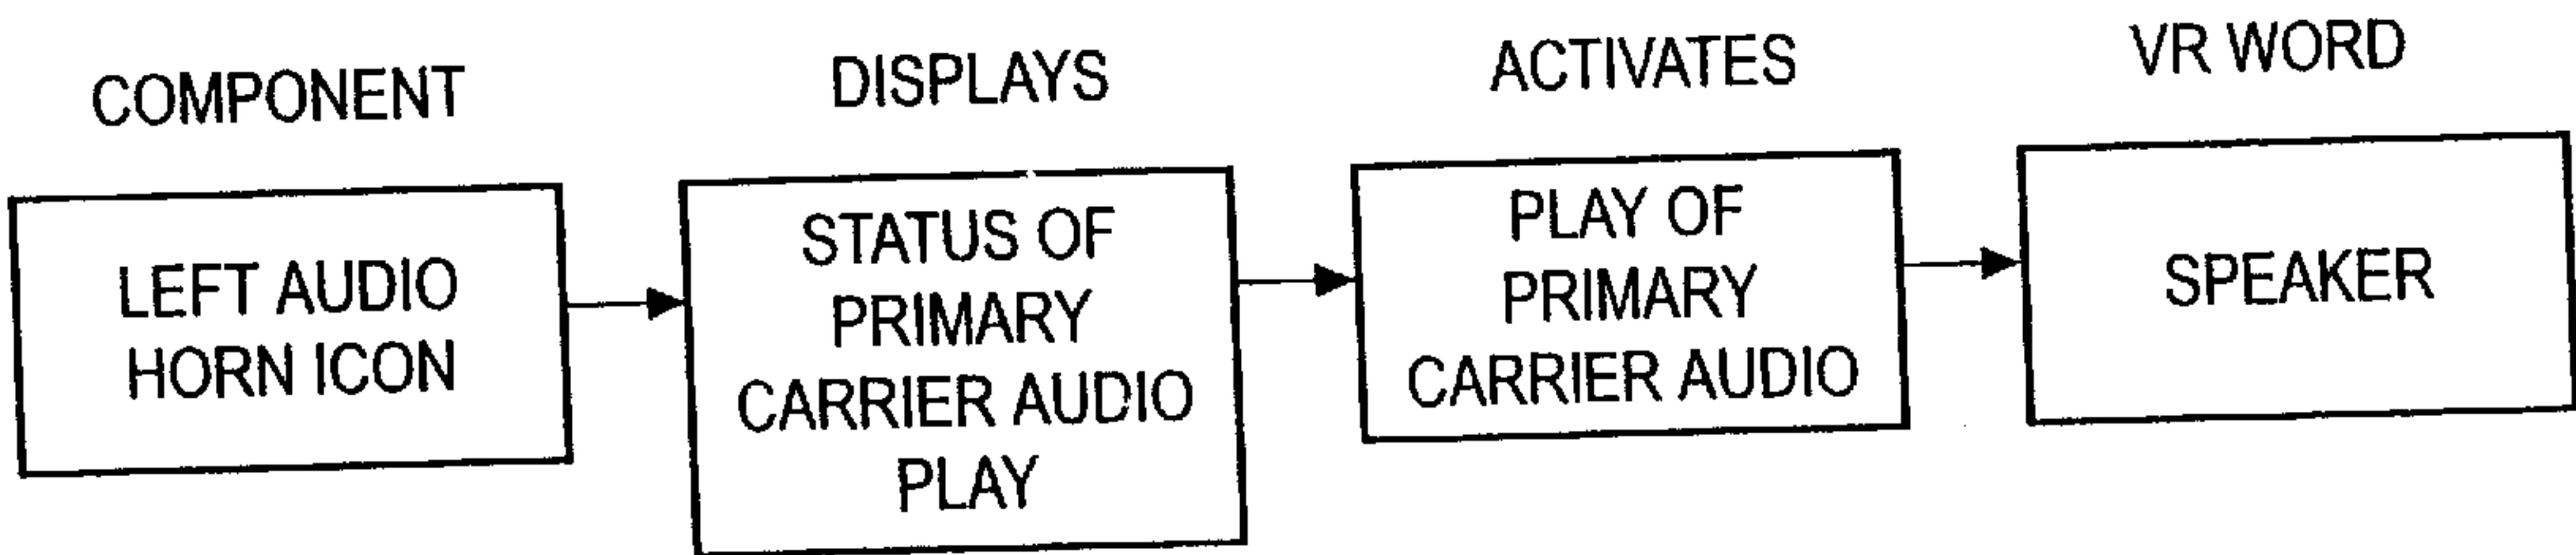 COMPONENT
LEFT AUDIO
HORN ICON
DISPLAYS
STATUS OF
PRIMARY
CARRIER AUDIO
PLAY
ACTIVATES
PLAY OF
PRIMARY
CARRIER AUDIO
VR WORD
SPEAKER